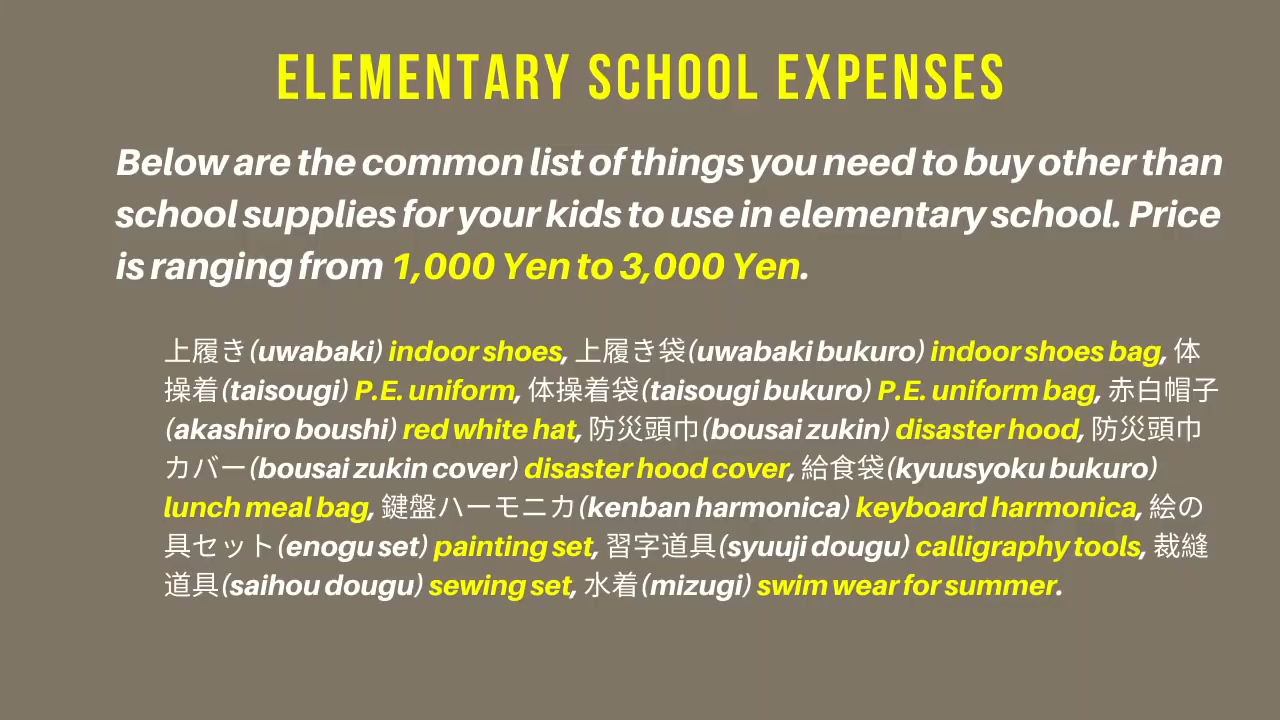 ELEMENTARY SCHOOL EXPENSES
Below are the common list of things you need to buy other than
school supplies for your kids to use in elementary school. Price
is ranging from 1,000 Yen to 3,000 Yen.
上履き(uwabaki) indoor shoes, 上履き袋(uwabaki bukuro) indoor shoes bag, 体
操着(taisougi) P.E. uniform, 体操着袋(taisougi bukuro) P.E. uniform bag, 赤白帽子
(akashiro boushi) red white hat, 防災頭巾(bousai zukin) disaster hood, 防災頭巾
カバー(bousai zukin cover) disaster hood cover, 給食袋(kyuusyoku bukuro)
lunch meal bag, 鍵盤ハーモニカ(kenban harmonica) keyboard harmonica, 絵の
具セット(enogu set) painting set, 習字道具(syuuji dougu) calligraphy tools, 裁縫
道具(saihou dougu) sewing set, 水着(mizugi) swim wear for summer.